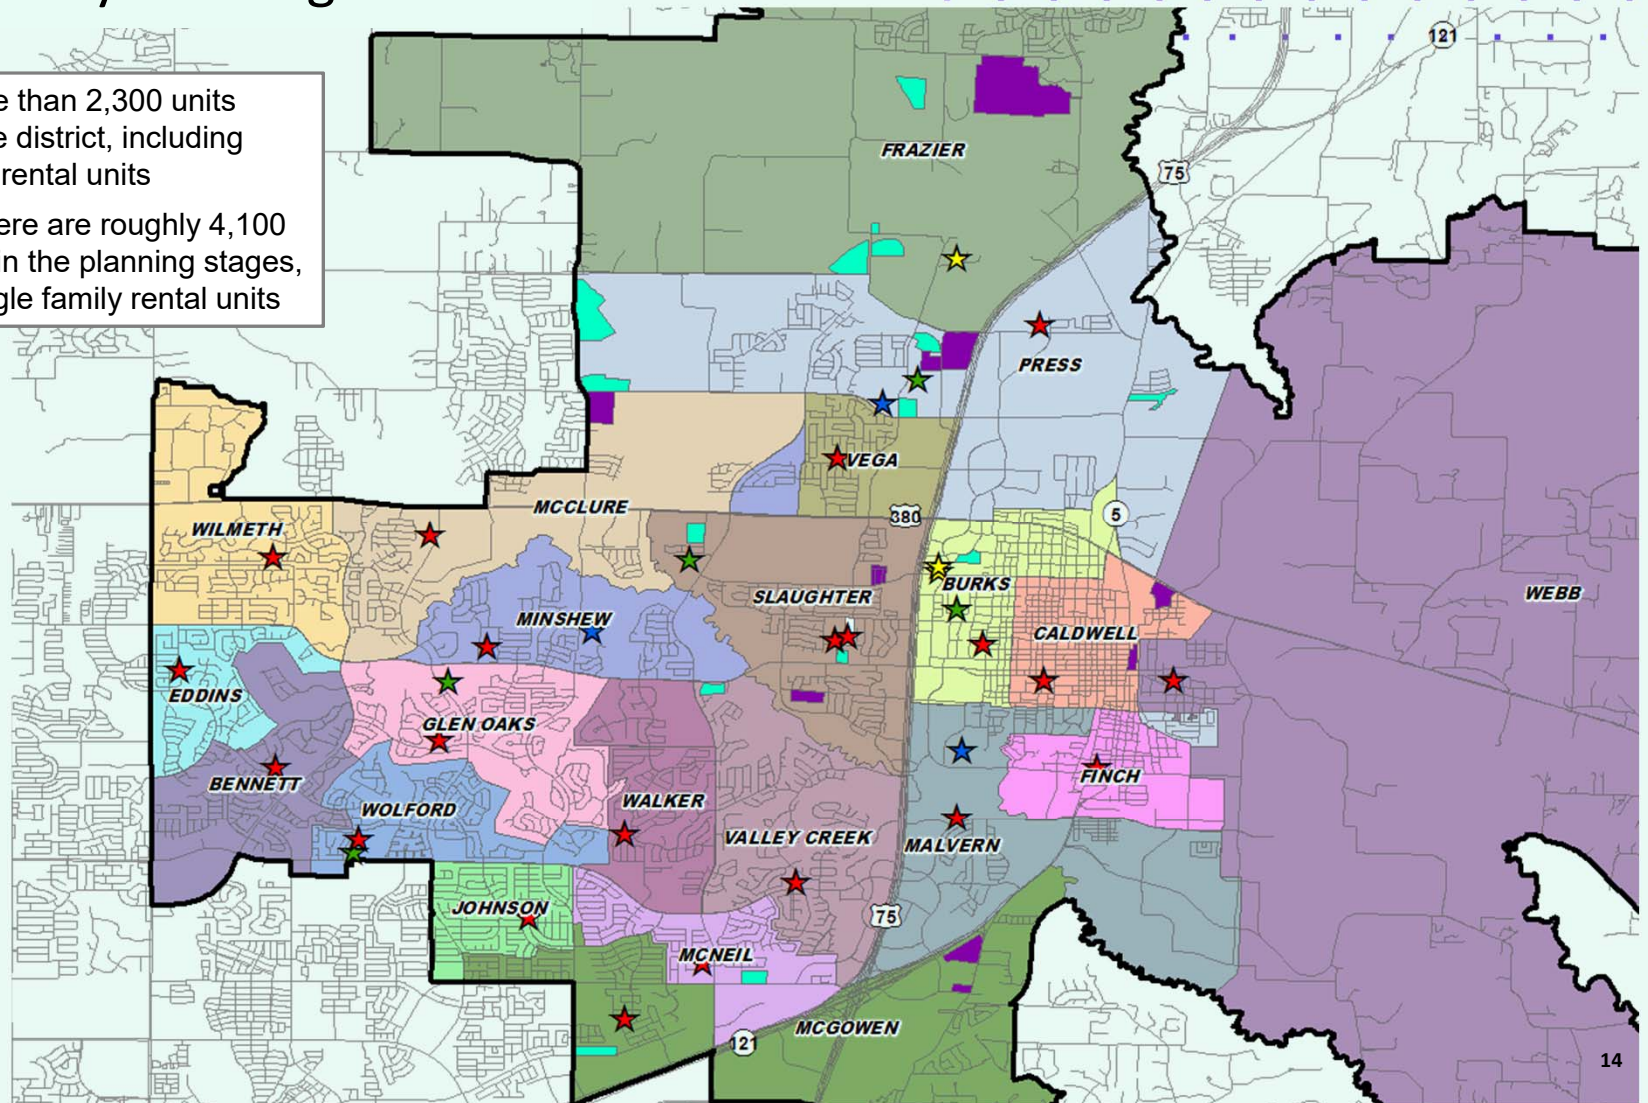 e than 2,300 units
e district, including
rental units
ere are roughly 4,100
in the planning stages,
gle family rental units
121
FRAZIER
75
PRESS
VEGA
MCCLURE
380
5
WILMETH
BURKS
WEBB
SLAUGHTER
MINSHEW
CALDWELL
EDDINS
GLEN OAKS
FINCH
BENNETT
WALKER
WOLFORD
VALLEY CREEK
MALVERN
JOHNSON
75
MCNEIL
MCGOWEN
121
14